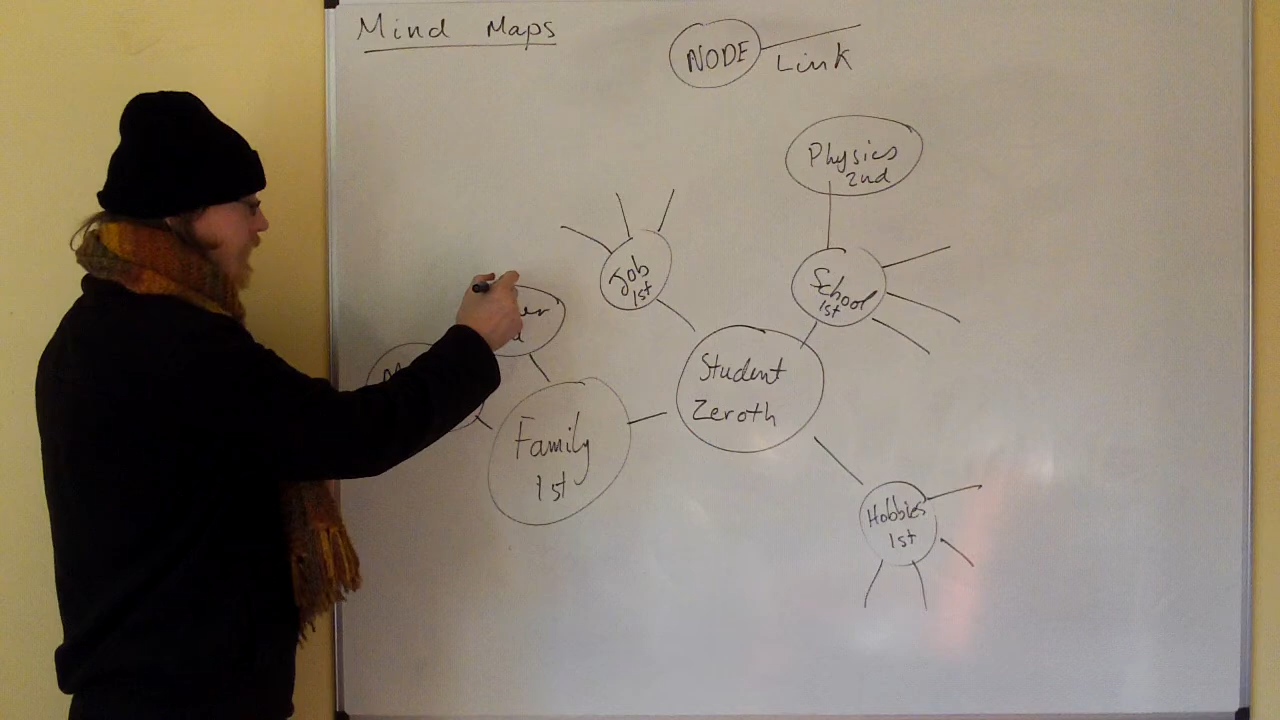 Mind Maps
NODE
Link
Physics
2nd
Job
1st
School
1st
Student
Zeroth
Family
1st
Hobbies
1st